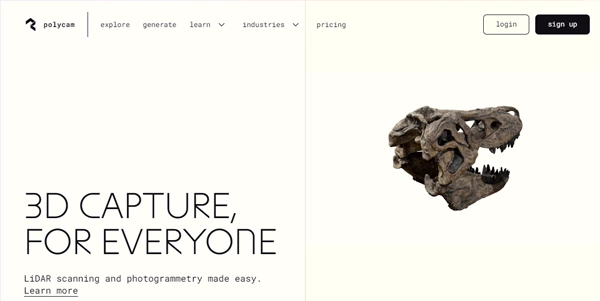 polycam explore generate learn industries pricing login sign up
3D CAPTURE,
FOR EVERYONE
LiDAR scanning and photogrammetry made easy.
Learn more